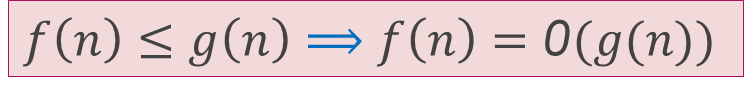 f(n) ≤ g(n) ⟹ f(n) = O(g(n))